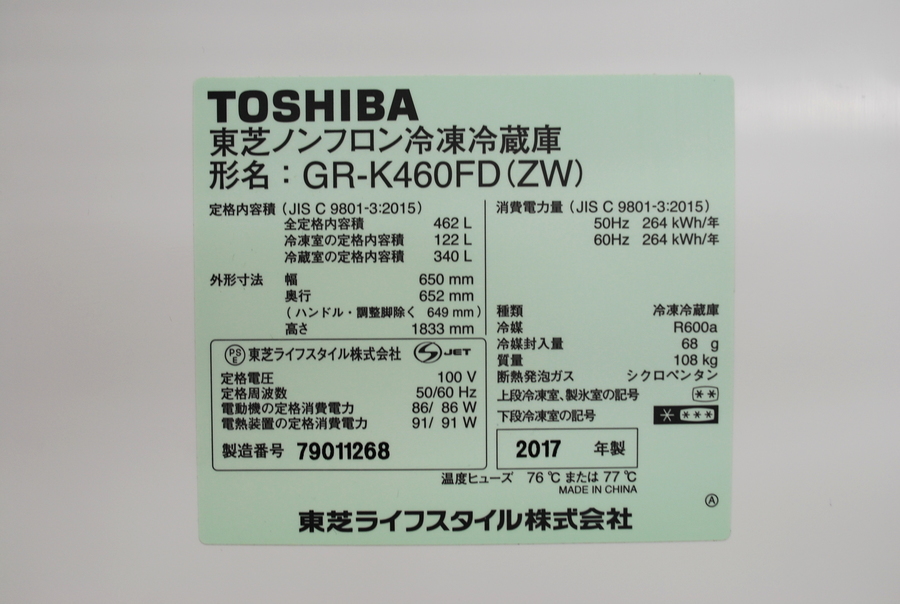 TOSHIBA
東芝ノンフロン冷凍冷蔵庫
形名：GR-K460FD(ZW)
定格内容積（JIS C 9801-3:2015）
全定格内容積 462 L
冷凍室の定格内容積 122 L
冷蔵室の定格内容積 340 L
外形寸法 幅 650 mm
奥行 652 mm
（ハンドル・調整脚除く 649 mm）
高さ 1833 mm
消費電力量（JIS C 9801-3:2015）
50Hz 264 kWh/年
60Hz 264 kWh/年
種類 冷凍冷蔵庫
冷媒 R600a
冷媒封入量 68 g
質量 108 kg
断熱発泡ガス シクロペンタン
上段冷凍室、製氷室の記号 **
下段冷凍室の記号 * ***
PSE 東芝ライフスタイル株式会社 S JET
定格電圧 100 V
定格周波数 50/60 Hz
電動機の定格消費電力 86/ 86 W
電熱装置の定格消費電力 91/ 91 W
製造番号 79011268
2017 年製
温度ヒューズ 76 ℃ または 77 ℃
MADE IN CHINA
Ⓐ
東芝ライフスタイル株式会社